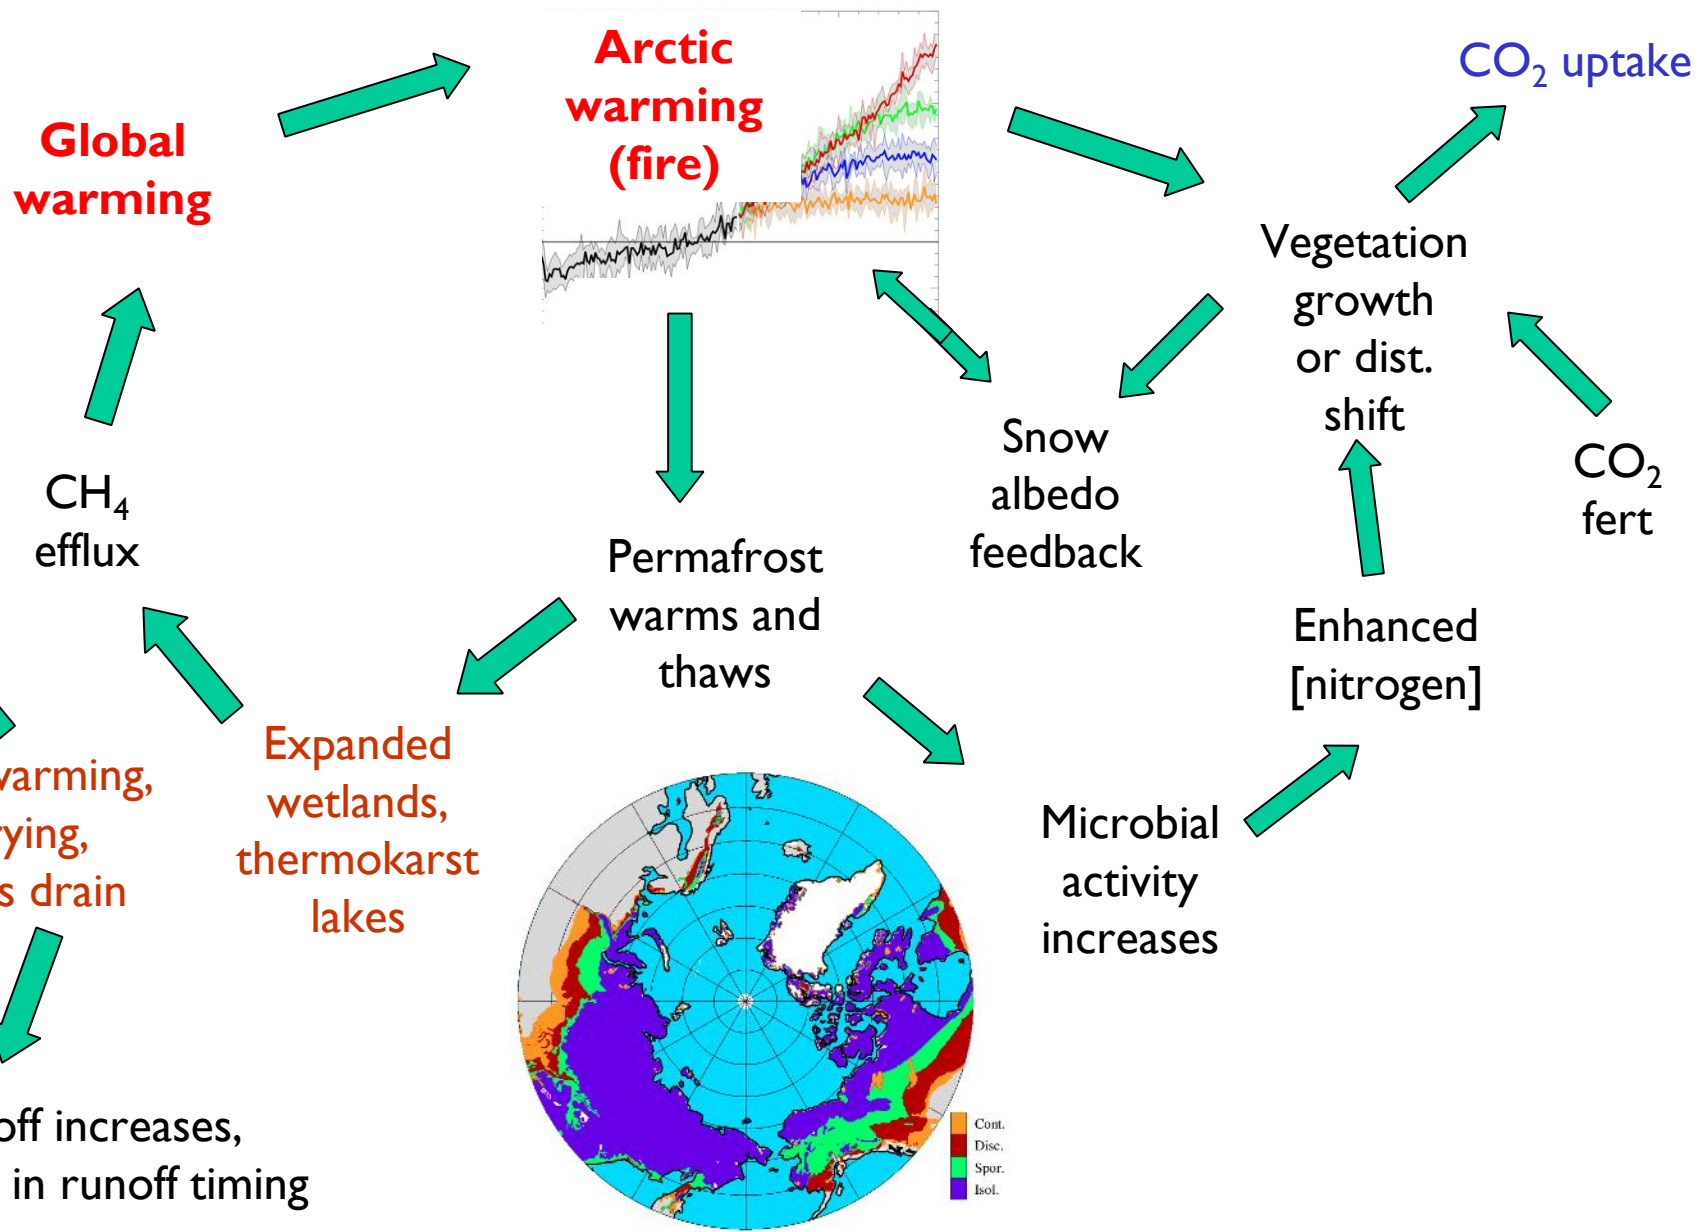 Global
warming
Arctic
warming
(fire)
CO₂ uptake
Vegetation
growth
or dist.
shift
CO₂
fert
Snow
albedo
feedback
CH₄
efflux
Permafrost
warms and
thaws
Enhanced
[nitrogen]
Expanded
wetlands,
thermokarst
lakes
Microbial
activity
increases
warming,
rying,
s drain
off increases,
in runoff timing
Cont.
Disc.
Spor.
Isol.